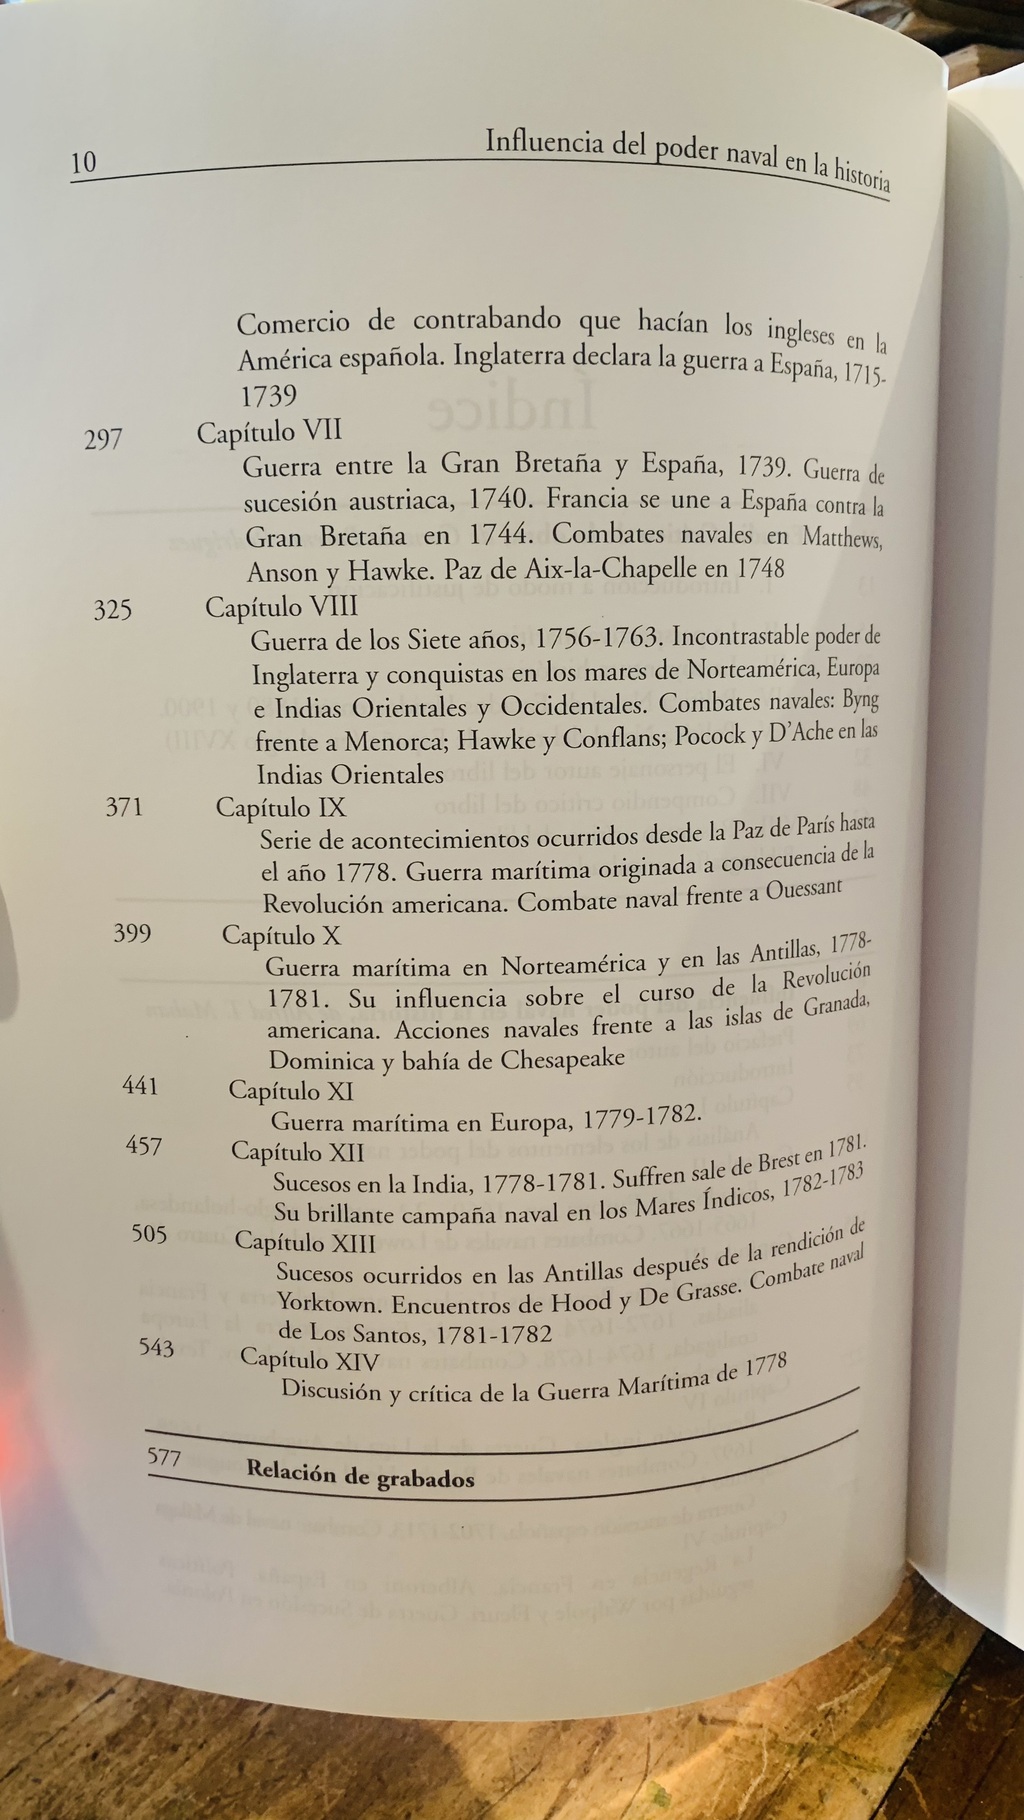 10
Influencia del poder naval en la historia
Comercio de contrabando que hacían los ingleses en la
América española. Inglaterra declara la guerra a España, 1715-
1739
297 Capítulo VII
Guerra entre la Gran Bretaña y España, 1739. Guerra de
sucesión austriaca, 1740. Francia se une a España contra la
Gran Bretaña en 1744. Combates navales en Matthews,
Anson y Hawke. Paz de Aix-la-Chapelle en 1748
325 Capítulo VIII
Guerra de los Siete años, 1756-1763. Incontrastable poder de
Inglaterra y conquistas en los mares de Norteamérica, Europa
e Indias Orientales y Occidentales. Combates navales: Byng
frente a Menorca; Hawke y Conflans; Pocock y D'Ache en las
Indias Orientales
371 Capítulo IX
Serie de acontecimientos ocurridos desde la Paz de París hasta
el año 1778. Guerra marítima originada a consecuencia de la
Revolución americana. Combate naval frente a Ouessant
399 Capítulo X
Guerra marítima en Norteamérica y en las Antillas, 1778-
1781. Su influencia sobre el curso de la Revolución
americana. Acciones navales frente a las islas de Granada,
Dominica y bahía de Chesapeake
441 Capítulo XI
Guerra marítima en Europa, 1779-1782.
457 Capítulo XII
Sucesos en la India, 1778-1781. Suffren sale de Brest en 1781.
Su brillante campaña naval en los Mares Índicos, 1782-1783
505 Capítulo XIII
Sucesos ocurridos en las Antillas después de la rendición de
Yorktown. Encuentros de Hood y De Grasse. Combate naval
de Los Santos, 1781-1782
543 Capítulo XIV
Discusión y crítica de la Guerra Marítima de 1778
577 Relación de grabados